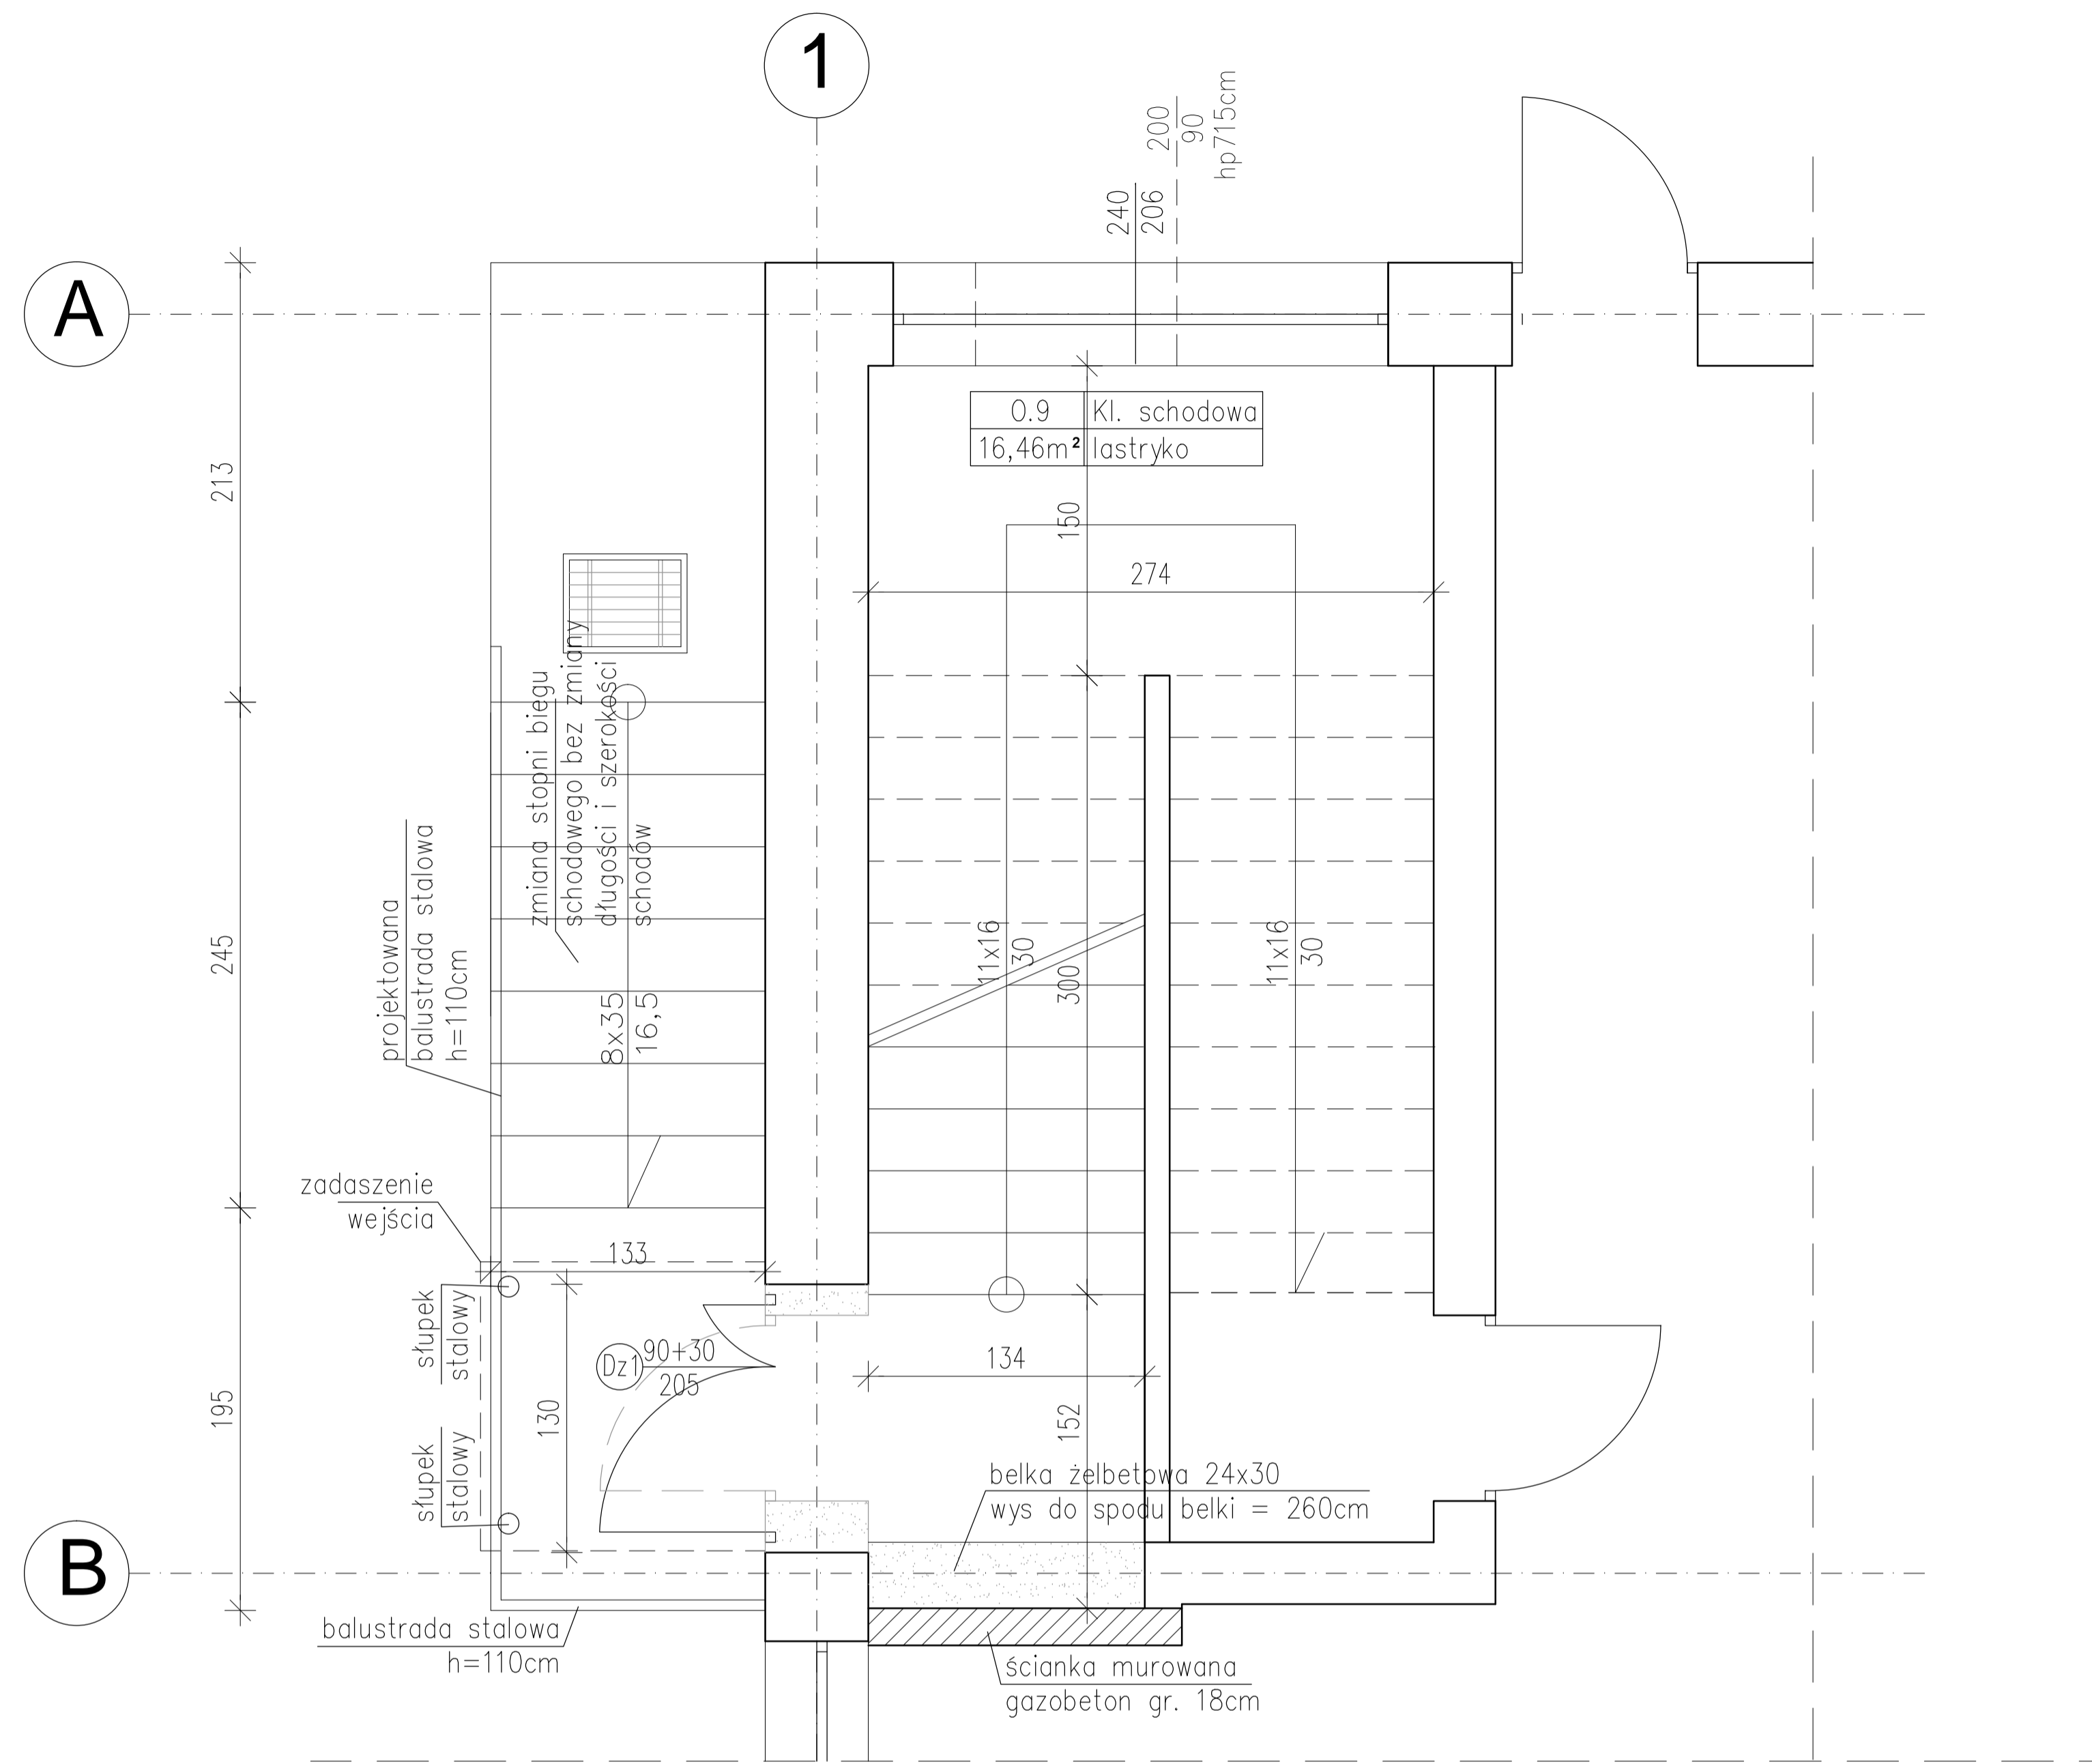 1
200
90
hp715cm
240
206
A
0.9 Kl. schodowa
16,46m² lastryko
213
150
274
zmiana stopni biegu
schodowego bez zmiany
długości i szerokości
schodów
projektowana
balustrada stalowa
h=110cm
245
8x35
16,5
11x16
30
300
11x16
30
zadaszenie
wejścia
133
słupek
stalowy
Dz1
90+30
205
134
195
130
152
słupek
stalowy
belka żelbetowa 24x30
wys do spodu belki = 260cm
B
balustrada stalowa
h=110cm
ścianka murowana
gazobeton gr. 18cm